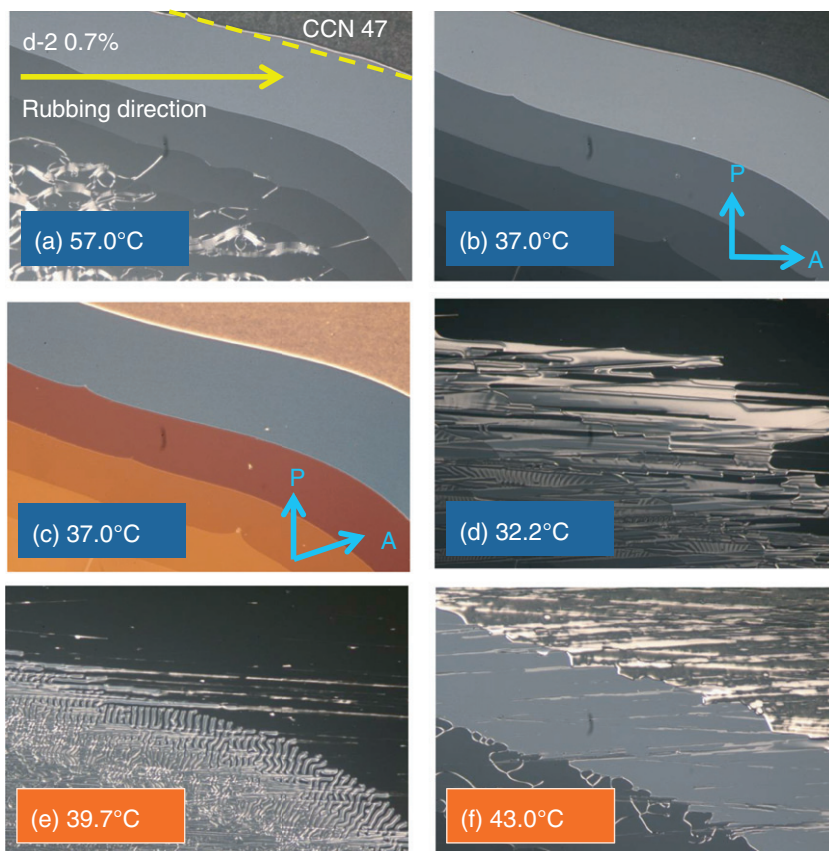 CCN 47
d-2 0.7%
Rubbing direction
(a) 57.0°C
P
A
(b) 37.0°C
P
A
(c) 37.0°C
(d) 32.2°C
(e) 39.7°C
(f) 43.0°C